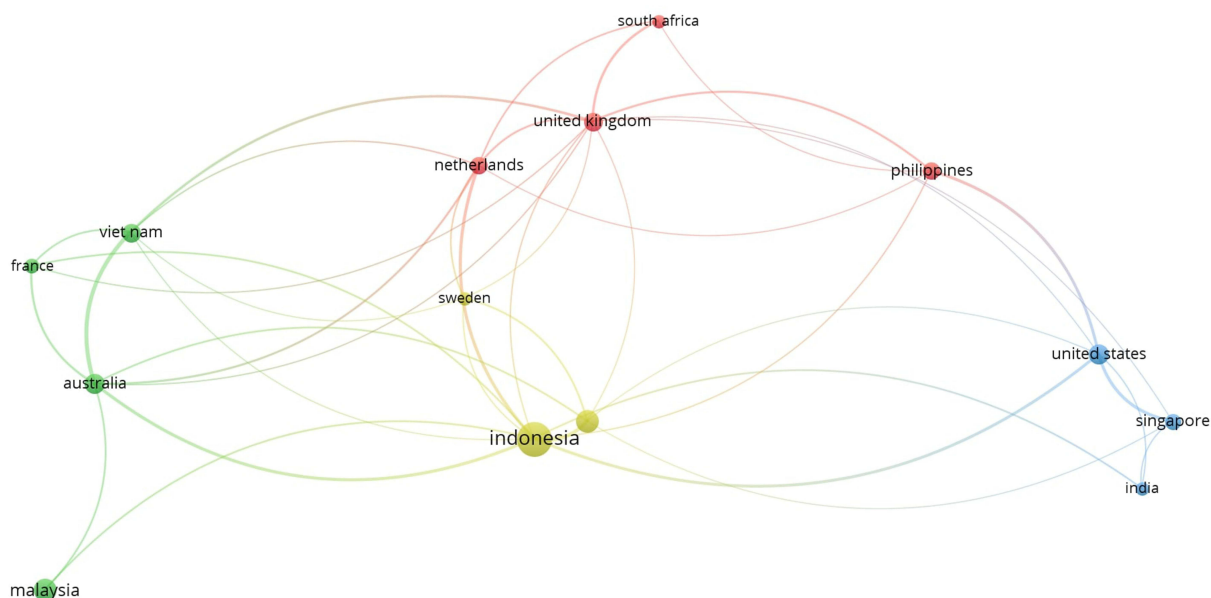 south africa
united kingdom
netherlands
philippines
viet nam
france
sweden
united states
australia
singapore
indonesia
india
malaysia